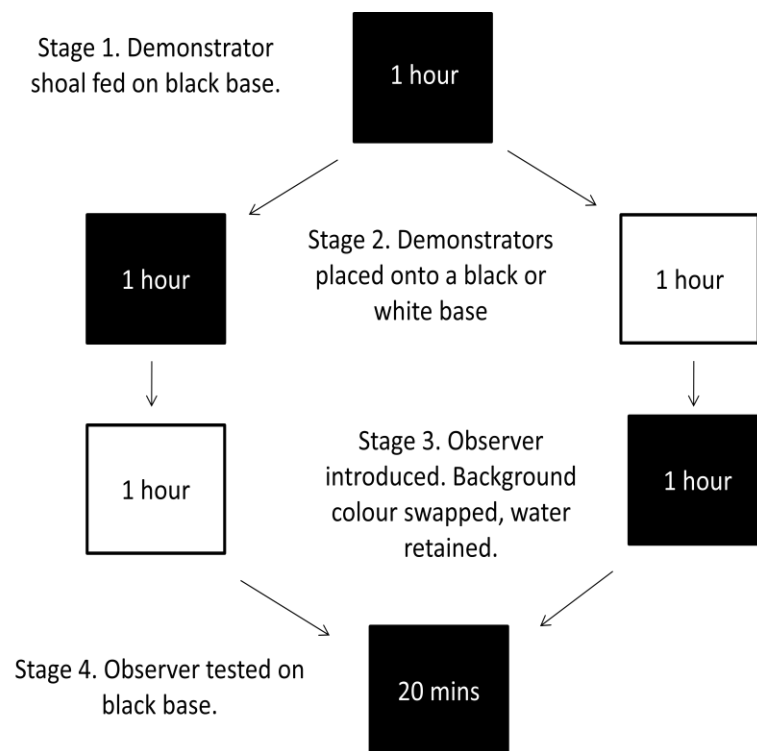 Stage 1. Demonstrator
shoal fed on black base.
1 hour
1 hour
Stage 2. Demonstrators
placed onto a black or
white base
1 hour
1 hour
Stage 3. Observer
introduced. Background
colour swapped, water
retained.
1 hour
Stage 4. Observer tested on
black base.
20 mins